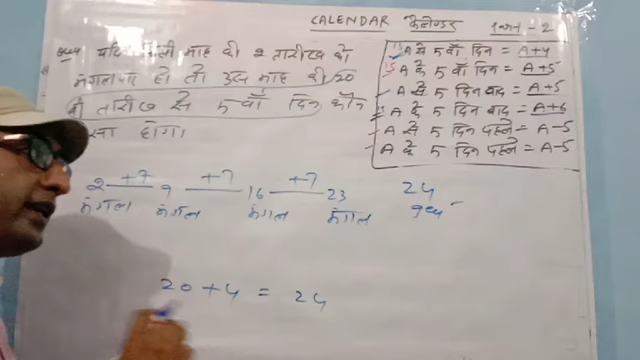 CALENDAR कैलेण्डर भाग - 2
यदि किसी माह की 2 तारीख को
मंगलवार हो तो उस माह की 20
वी तारीख से 5 वाँ दिन कौन
सा होगा।
A से 5 वाँ दिन = A+4
A के 5 वाँ दिन = A+5
A से 5 दिन बाद = A+5
A के 5 दिन बाद = A+6
A से 5 दिन पहले = A-5
A के 5 दिन पहले = A-5
2 +7 9 +7 16 +7 23 24
मंगल मंगल मंगल मंगल बुध
20 + 4 = 24